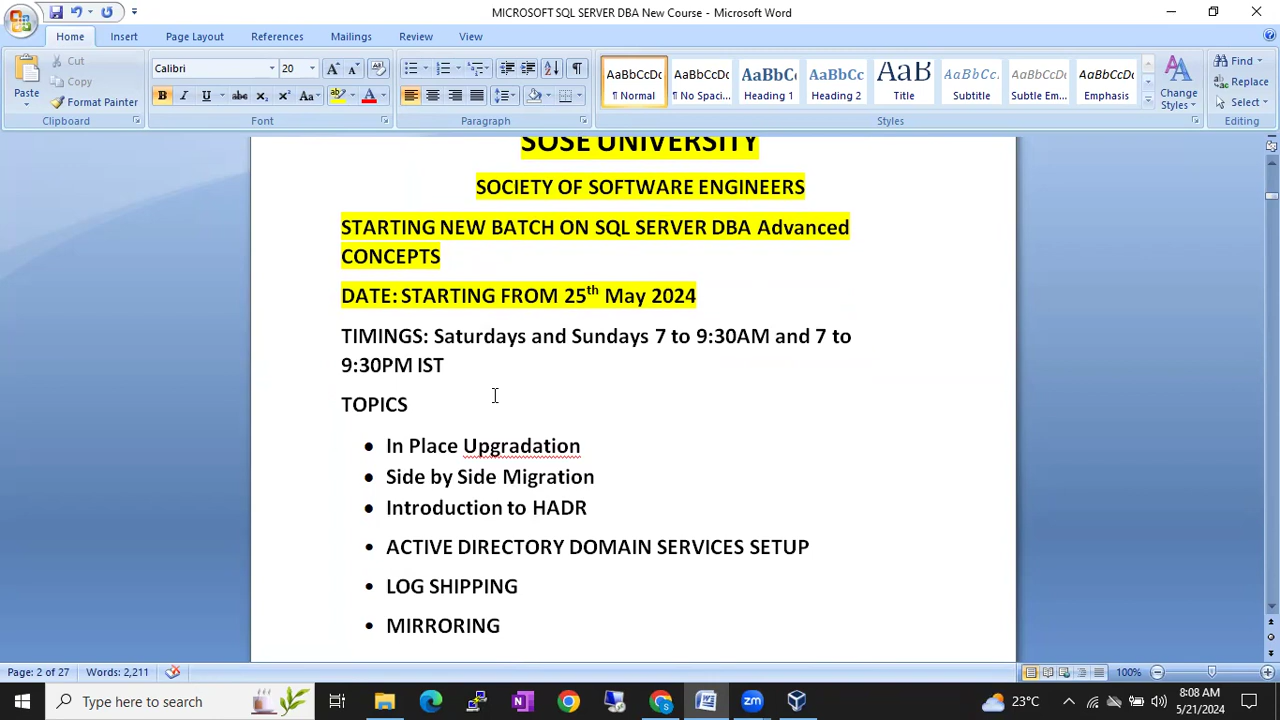 MICROSOFT SQL SERVER DBA New Course - Microsoft Word
Home Insert Page Layout References Mailings Review View
Paste
Cut
Copy
Format Painter
Clipboard
Calibri 20
Font
Paragraph
AaBbCcDc AaBbCcDc AaBbCc AaBbCc AaB AaBbCc. AaBbCcDc AaBbCcDc
¶ Normal ¶ No Spaci... Heading 1 Heading 2 Title Subtitle Subtle Em... Emphasis
Change Styles
Styles
Find
Replace
Select
Editing
SOSE UNIVERSITY
SOCIETY OF SOFTWARE ENGINEERS
STARTING NEW BATCH ON SQL SERVER DBA Advanced
CONCEPTS
DATE: STARTING FROM 25th May 2024
TIMINGS: Saturdays and Sundays 7 to 9:30AM and 7 to
9:30PM IST
TOPICS
• In Place Upgradation
• Side by Side Migration
• Introduction to HADR
• ACTIVE DIRECTORY DOMAIN SERVICES SETUP
• LOG SHIPPING
• MIRRORING
Page: 2 of 27 Words: 2,211 100%
Type here to search
23°C
8:08 AM
5/21/2024